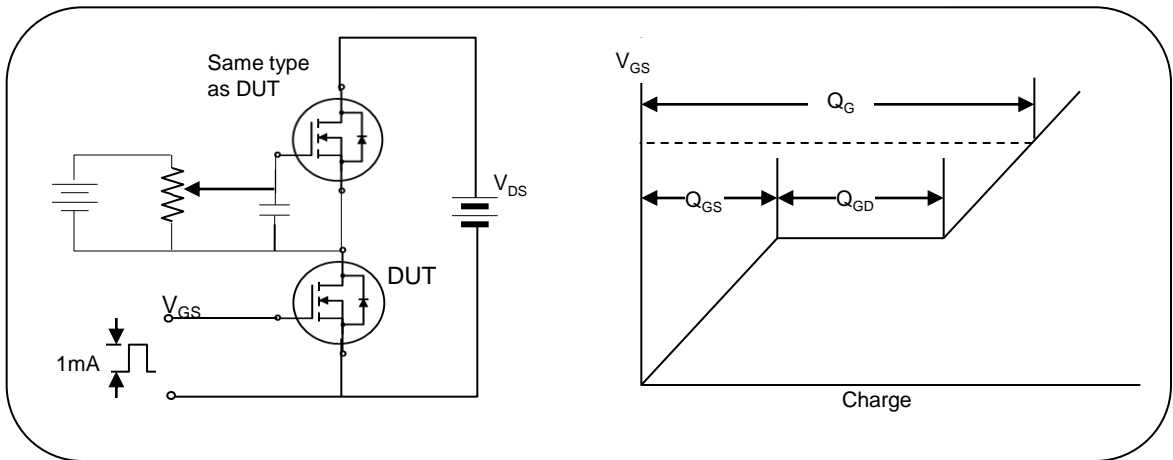 Same type
as DUT
V_DS
DUT
V_GS
1mA
V_GS
Q_G
Q_GS
Q_GD
Charge